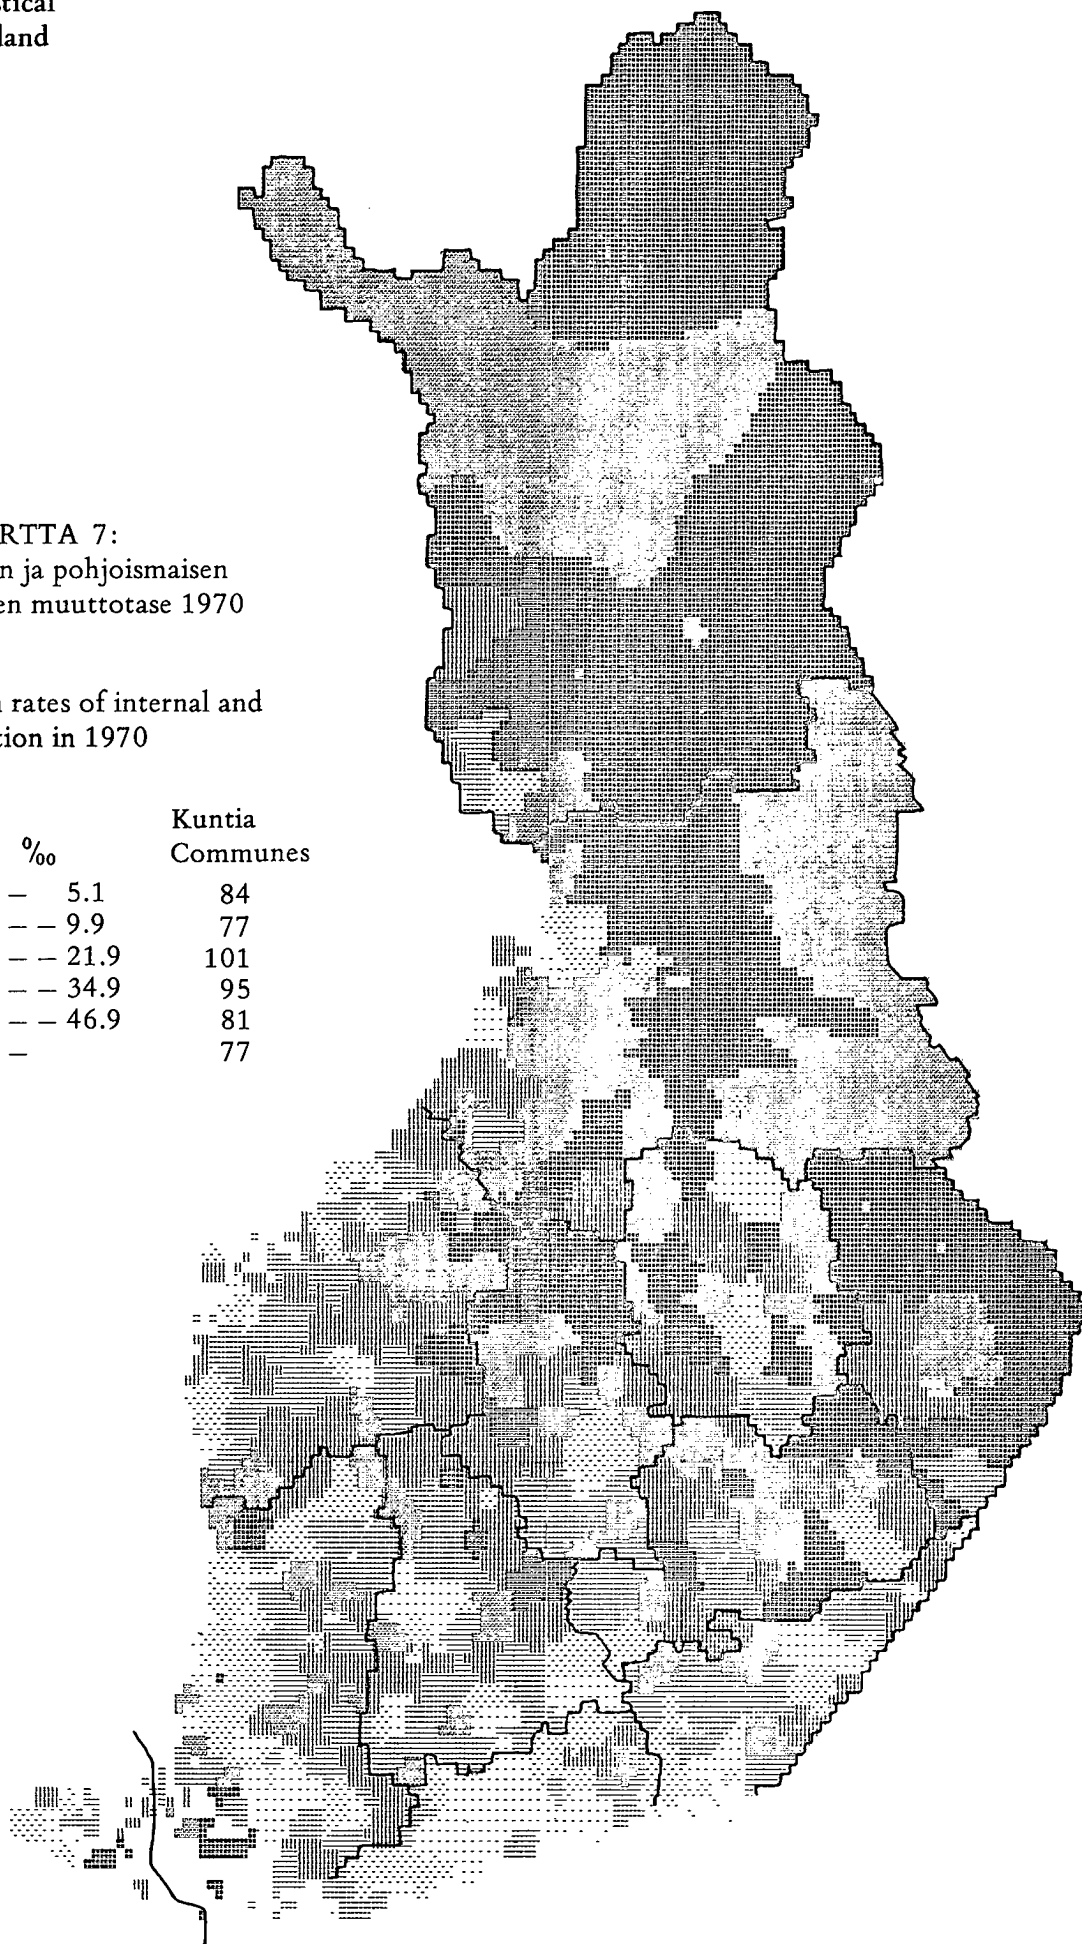 stical
land
RTTA 7:
n ja pohjoismaisen
en muuttotase 1970
n rates of internal and
tion in 1970
Kuntia
‰ Communes
– 5.1 84
– – 9.9 77
– – 21.9 101
– – 34.9 95
– – 46.9 81
– 77